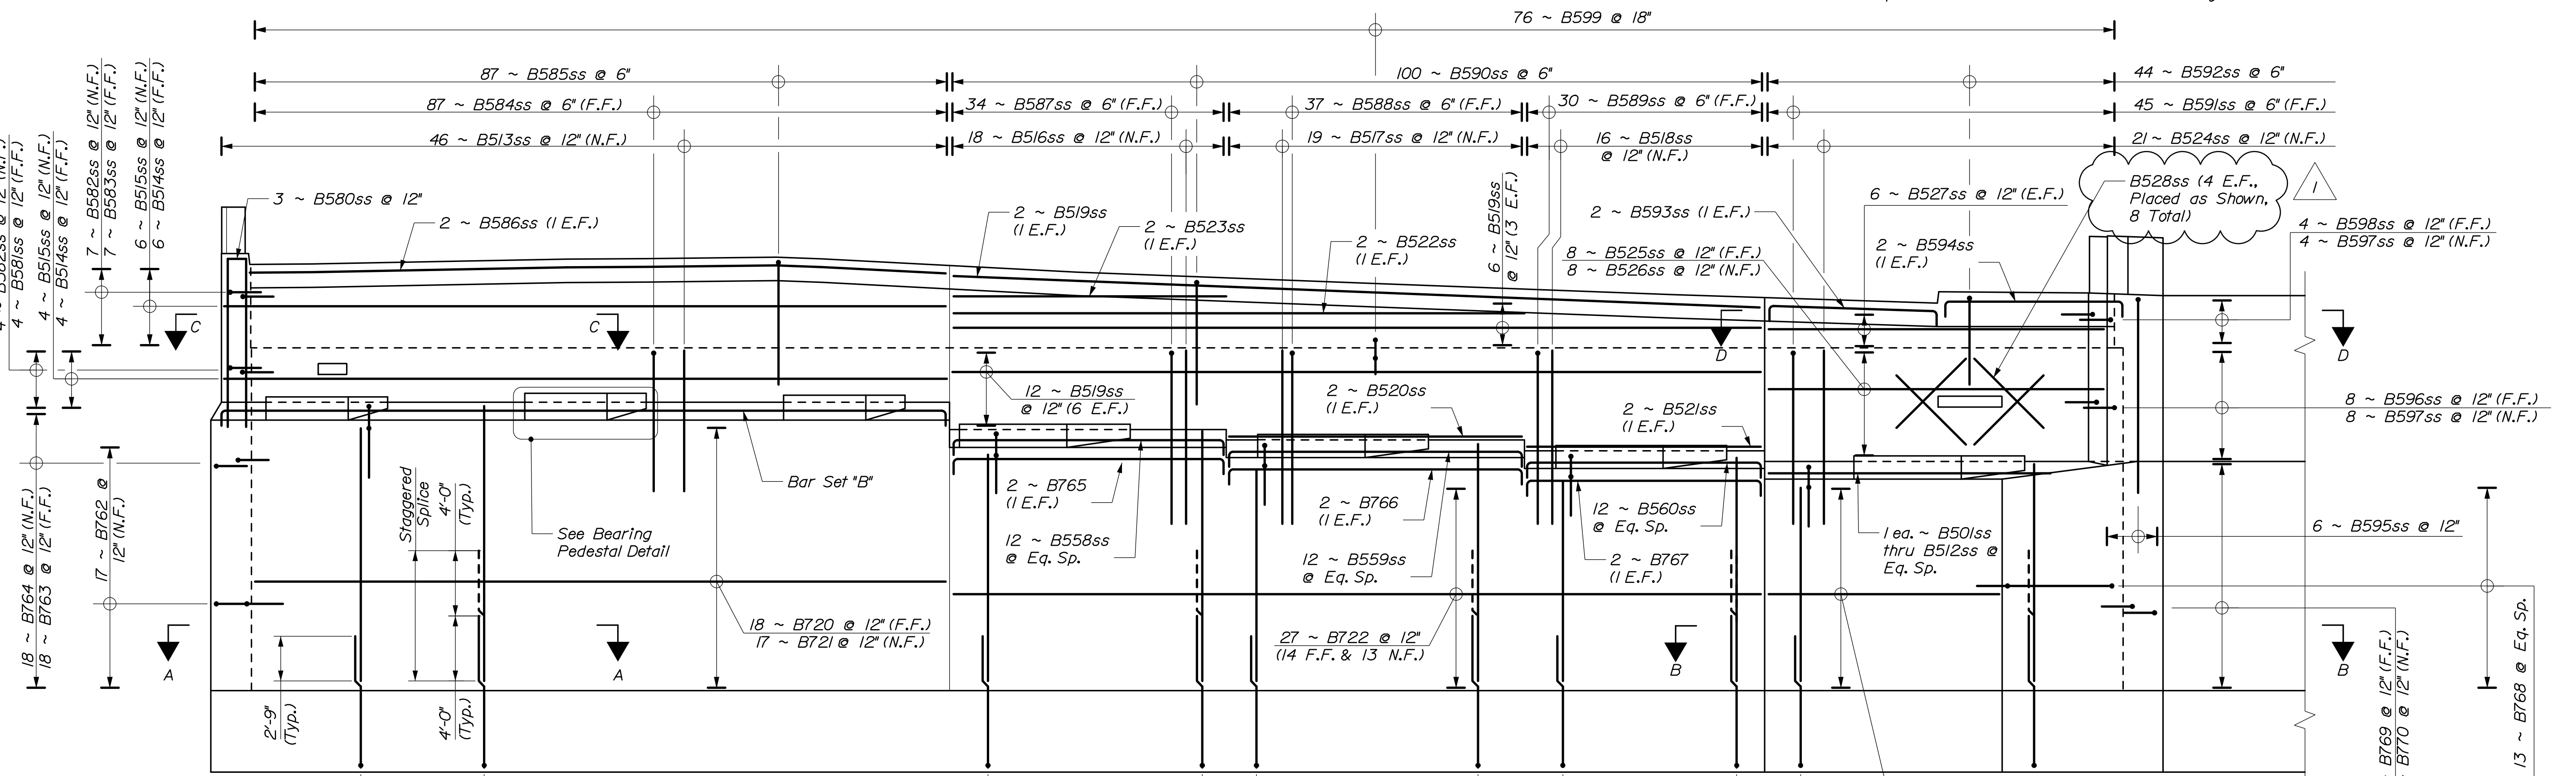 76 ~ B599 @ 18"
87 ~ B585ss @ 6"
100 ~ B590ss @ 6"
44 ~ B592ss @ 6"
87 ~ B584ss @ 6" (F.F.)
34 ~ B587ss @ 6" (F.F.)
37 ~ B588ss @ 6" (F.F.)
30 ~ B589ss @ 6" (F.F.)
45 ~ B591ss @ 6" (F.F.)
46 ~ B513ss @ 12" (N.F.)
18 ~ B516ss @ 12" (N.F.)
19 ~ B517ss @ 12" (N.F.)
16 ~ B518ss
@ 12" (N.F.)
21 ~ B524ss @ 12" (N.F.)
4 ~ B581ss @ 12" (F.F.)
4 ~ B515ss @ 12" (N.F.)
4 ~ B514ss @ 12" (F.F.)
7 ~ B582ss @ 12" (N.F.)
7 ~ B583ss @ 12" (F.F.)
6 ~ B515ss @ 12" (N.F.)
6 ~ B514ss @ 12" (F.F.)
3 ~ B580ss @ 12"
2 ~ B586ss (1 E.F.)
2 ~ B519ss
(1 E.F.)
2 ~ B523ss
(1 E.F.)
2 ~ B522ss
(1 E.F.)
6 ~ B519ss
@ 12" (3 E.F.)
2 ~ B593ss (1 E.F.)
8 ~ B525ss @ 12" (F.F.)
8 ~ B526ss @ 12" (N.F.)
6 ~ B527ss @ 12" (E.F.)
B528ss (4 E.F.,
Placed as Shown,
8 Total)
1
2 ~ B594ss
(1 E.F.)
4 ~ B598ss @ 12" (F.F.)
4 ~ B597ss @ 12" (N.F.)
C
C
D
D
12 ~ B519ss
@ 12" (6 E.F.)
2 ~ B520ss
(1 E.F.)
2 ~ B521ss
(1 E.F.)
8 ~ B596ss @ 12" (F.F.)
8 ~ B597ss @ 12" (N.F.)
18 ~ B764 @ 12" (N.F.)
18 ~ B763 @ 12" (F.F.)
17 ~ B762 @
12" (N.F.)
Staggered
Splice
4'-0"
(Typ.)
Bar Set "B"
See Bearing
Pedestal Detail
2 ~ B765
(1 E.F.)
12 ~ B558ss
@ Eq. Sp.
2 ~ B766
(1 E.F.)
12 ~ B559ss
@ Eq. Sp.
12 ~ B560ss
@ Eq. Sp.
2 ~ B767
(1 E.F.)
1 ea. ~ B501ss
thru B512ss @
Eq. Sp.
6 ~ B595ss @ 12"
18 ~ B720 @ 12" (F.F.)
17 ~ B721 @ 12" (N.F.)
27 ~ B722 @ 12"
(14 F.F. & 13 N.F.)
A
A
B
B
2'-9"
(Typ.)
4'-0"
(Typ.)
B769 @ 12" (F.F.)
B770 @ 12" (N.F.)
13 ~ B768 @ Eq. Sp.